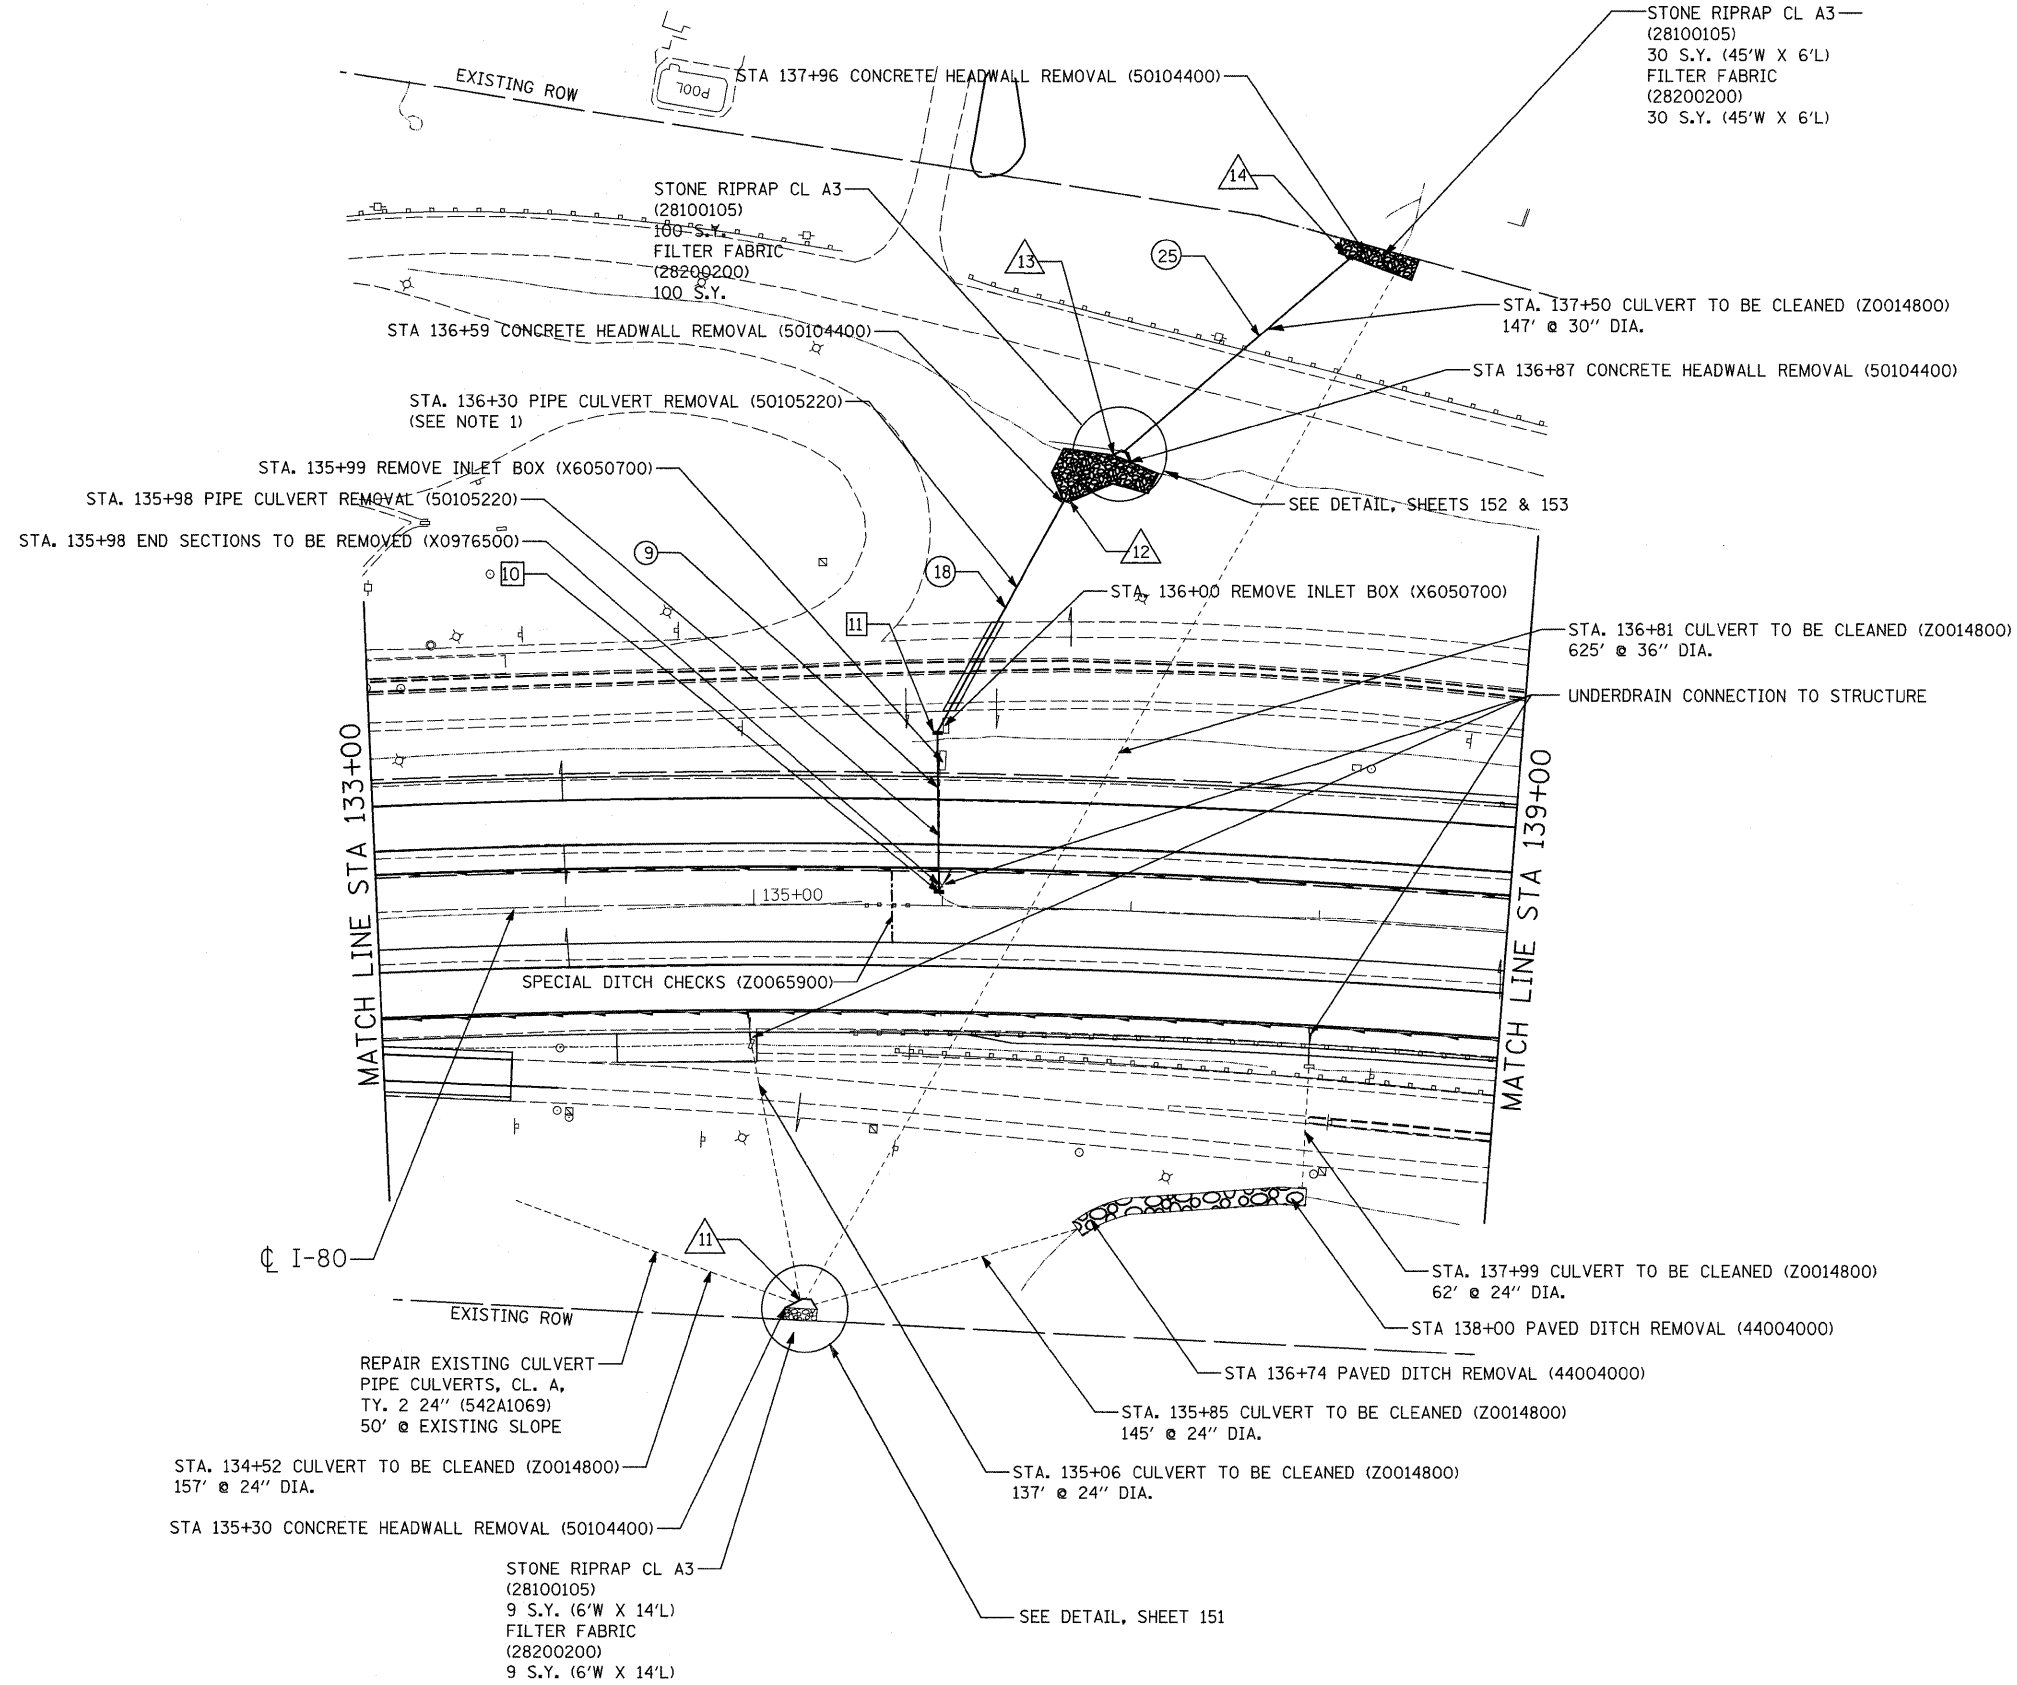 STONE RIPRAP CL A3
(28100105)
30 S.Y. (45'W X 6'L)
FILTER FABRIC
(28200200)
30 S.Y. (45'W X 6'L)
EXISTING ROW
POOL
STA 137+96 CONCRETE HEADWALL REMOVAL (50104400)
14
STONE RIPRAP CL A3
(28100105)
100 S.Y.
FILTER FABRIC
(28200200)
100 S.Y.
13
25
STA. 137+50 CULVERT TO BE CLEANED (Z0014800)
147' @ 30" DIA.
STA 136+59 CONCRETE HEADWALL REMOVAL (50104400)
STA 136+87 CONCRETE HEADWALL REMOVAL (50104400)
STA. 136+30 PIPE CULVERT REMOVAL (50105220)
(SEE NOTE 1)
STA. 135+99 REMOVE INLET BOX (X6050700)
STA. 135+98 PIPE CULVERT REMOVAL (50105220)
SEE DETAIL, SHEETS 152 & 153
STA. 135+98 END SECTIONS TO BE REMOVED (X0976500)
9
12
10
18
STA. 136+00 REMOVE INLET BOX (X6050700)
11
STA. 136+81 CULVERT TO BE CLEANED (Z0014800)
625' @ 36" DIA.
UNDERDRAIN CONNECTION TO STRUCTURE
MATCH LINE STA 133+00
MATCH LINE STA 139+00
135+00
SPECIAL DITCH CHECKS (Z0065900)
11
℄ I-80
STA. 137+99 CULVERT TO BE CLEANED (Z0014800)
62' @ 24" DIA.
EXISTING ROW
STA 138+00 PAVED DITCH REMOVAL (44004000)
REPAIR EXISTING CULVERT
PIPE CULVERTS, CL. A,
TY. 2 24" (542A1069)
50' @ EXISTING SLOPE
STA 136+74 PAVED DITCH REMOVAL (44004000)
STA. 135+85 CULVERT TO BE CLEANED (Z0014800)
145' @ 24" DIA.
STA. 134+52 CULVERT TO BE CLEANED (Z0014800)
157' @ 24" DIA.
STA. 135+06 CULVERT TO BE CLEANED (Z0014800)
137' @ 24" DIA.
STA 135+30 CONCRETE HEADWALL REMOVAL (50104400)
STONE RIPRAP CL A3
(28100105)
9 S.Y. (6'W X 14'L)
FILTER FABRIC
(28200200)
9 S.Y. (6'W X 14'L)
SEE DETAIL, SHEET 151